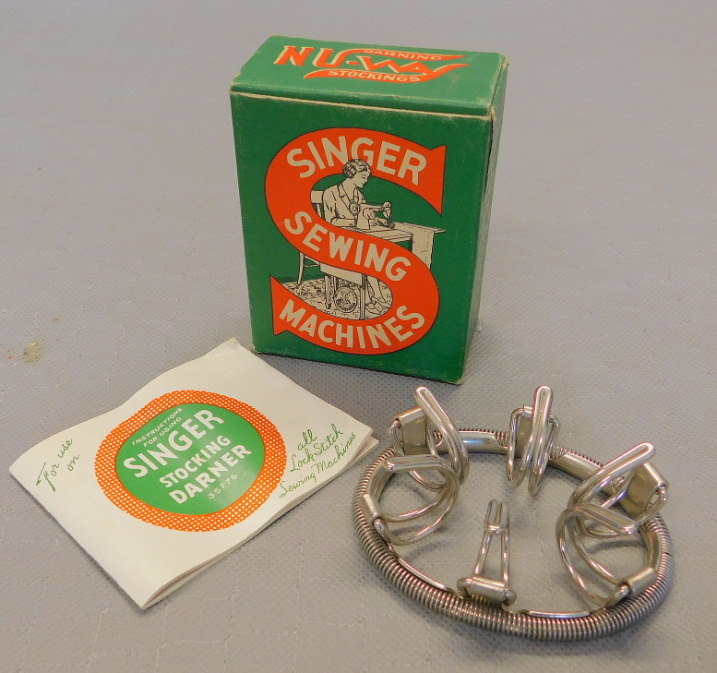 NU-WAY
DARNING
STOCKINGS
SINGER
SEWING
MACHINES
For use
on
INSTRUCTIONS
FOR USING
SINGER
STOCKING
DARNER
35776
all
Lock Stitch
Sewing Machines